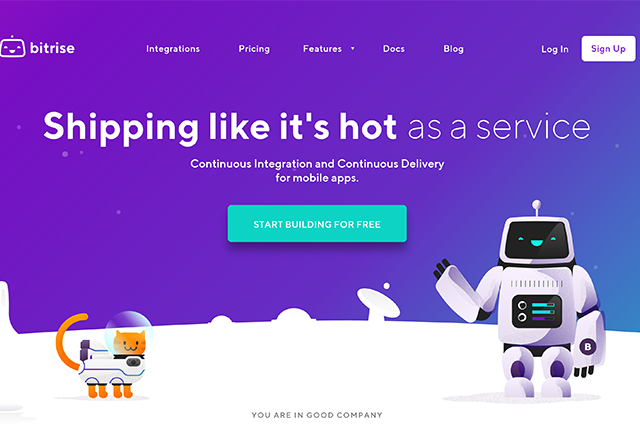 bitrise
Integrations Pricing Features Docs Blog Log In Sign Up
Shipping like it's hot as a service
Continuous Integration and Continuous Delivery
for mobile apps.
START BUILDING FOR FREE
B
YOU ARE IN GOOD COMPANY